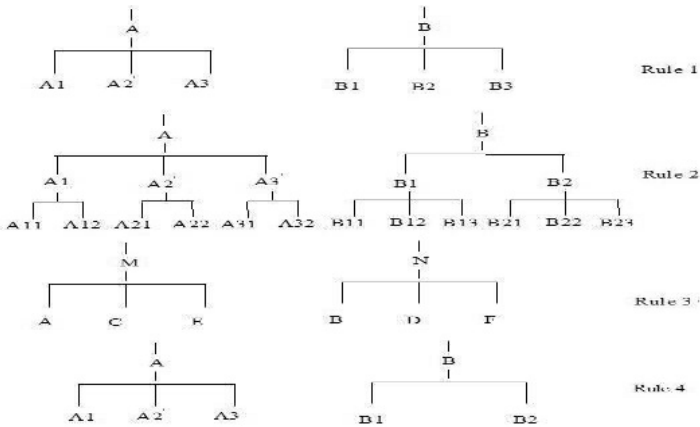 A B
A1 A2' A3 B1 B2 B3 Rule 1
A B
A1 A2' A3' B1 B2 Rule 2
A11 A12 A21 A22 A31 A32 B11 B12 B13 B21 B22 B23
M N
A C E B D F Rule 3
A B
A1 A2' A3 B1 B2 Rule 4